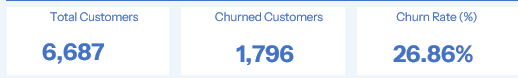 Total Customers
6,687
Churned Customers
1,796
Churn Rate (%)
26.86%